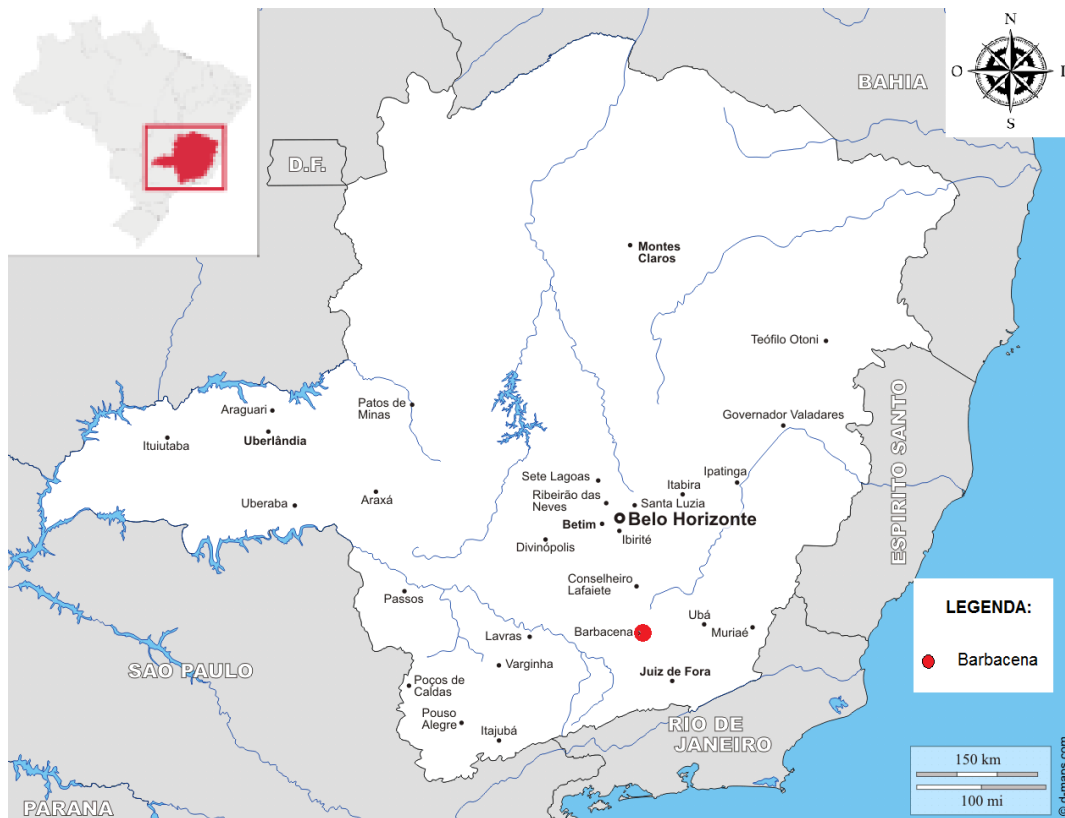 N
O
L
S
BAHIA
D.F.
Montes
Claros
Teófilo Otoni
Patos de
Minas
Araguari
Uberlândia
Ituiutaba
Governador Valadares
ESPIRITO SANTO
Ipatinga
Sete Lagoas
Itabira
Ribeirão das
Neves
Santa Luzia
Araxá
Uberaba
Betim
Belo Horizonte
Ibirité
Divinópolis
Conselheiro
Lafaiete
Passos
Ubá
Muriaé
Barbacena
Lavras
Varginha
SAO PAULO
Juiz de Fora
Poços de
Caldas
Pouso
Alegre
Itajubá
RIO DE
JANEIRO
PARANA
LEGENDA:
Barbacena
150 km
100 mi
© d-maps.com